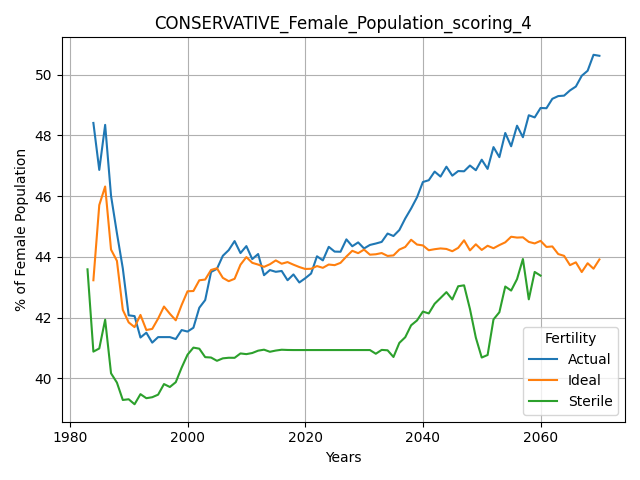 CONSERVATIVE_Female_Population_scoring_4
% of Female Population
50
48
46
44
42
40
1980
2000
2020
2040
2060
Years
Fertility
Actual
Ideal
Sterile